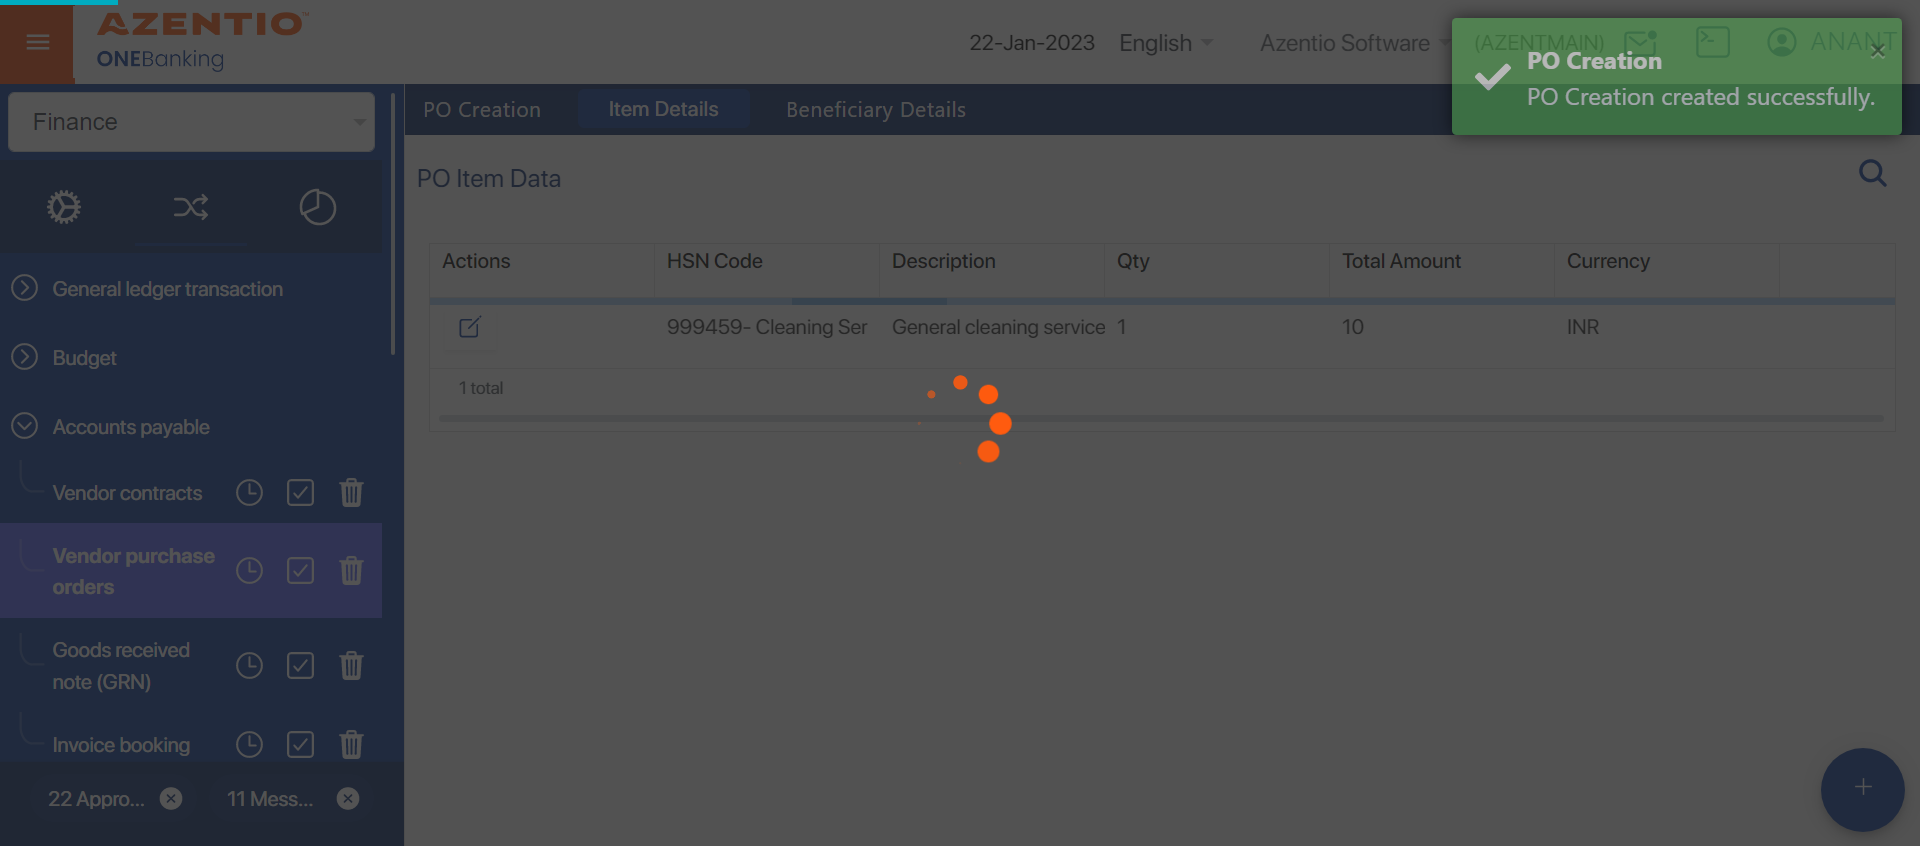 AZENTIO™
ONEBanking
22-Jan-2023 English Azentio Software (AZENTMAIN) ANANT
PO Creation
PO Creation created successfully.
Finance
PO Creation Item Details Beneficiary Details
PO Item Data
Actions HSN Code Description Qty Total Amount Currency
999459- Cleaning Ser General cleaning service 1 10 INR
1 total
General ledger transaction
Budget
Accounts payable
Vendor contracts
Vendor purchase
orders
Goods received
note (GRN)
Invoice booking
22 Appro... 11 Mess...